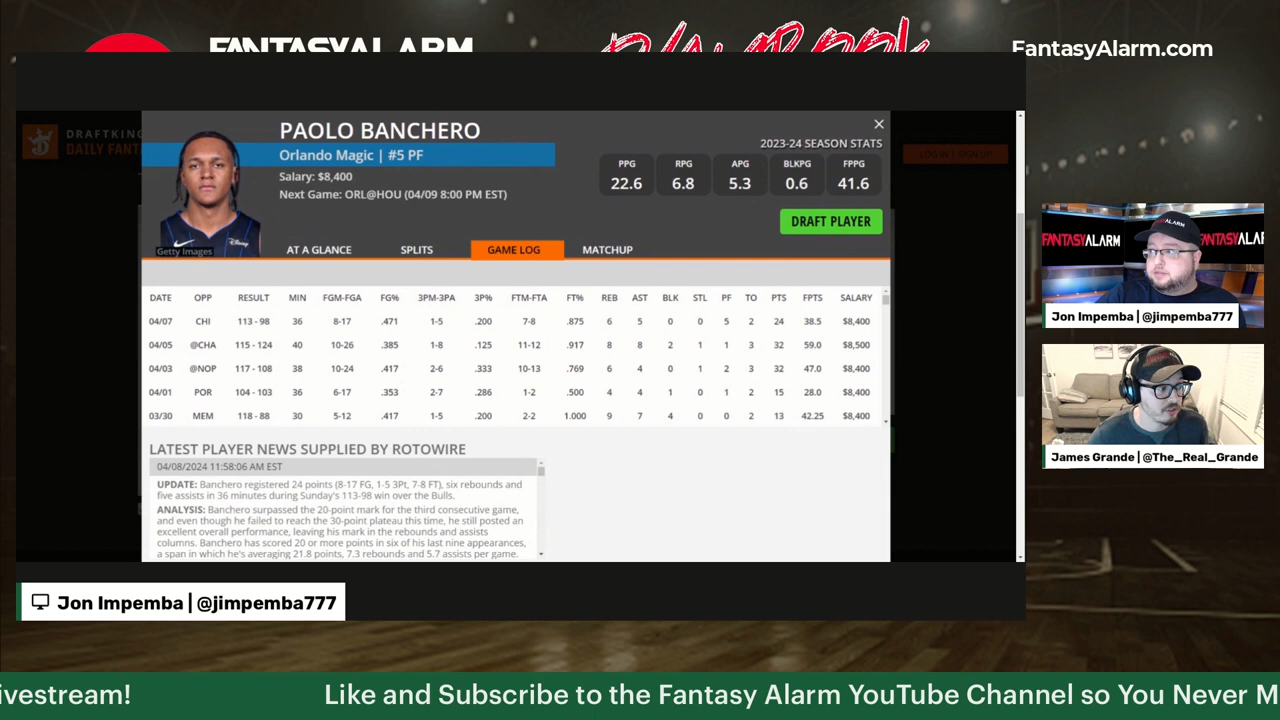 FANTASYALARM
PLAYBOOK
FantasyAlarm.com
DRAFTKING
DAILY FANT
LOG IN | SIGN UP
PAOLO BANCHERO
Orlando Magic | #5 PF
Salary: $8,400
Next Game: ORL@HOU (04/09 8:00 PM EST)
2023-24 SEASON STATS
PPG RPG APG BLKPG FPPG
22.6 6.8 5.3 0.6 41.6
DRAFT PLAYER
Getty Images
Disney
AT A GLANCE SPLITS GAME LOG MATCHUP
DATE OPP RESULT MIN FGM-FGA FG% 3PM-3PA 3P% FTM-FTA FT% REB AST BLK STL PF TO PTS FPTS SALARY
04/07 CHI 113 - 98 36 8-17 .471 1-5 .200 7-8 .875 6 5 0 0 5 2 24 38.5 $8,400
04/05 @CHA 115 - 124 40 10-26 .385 1-8 .125 11-12 .917 8 8 2 1 1 3 32 59.0 $8,500
04/03 @NOP 117 - 108 38 10-24 .417 2-6 .333 10-13 .769 6 4 0 1 2 3 32 47.0 $8,400
04/01 POR 104 - 103 36 6-17 .353 2-7 .286 1-2 .500 4 4 1 0 1 2 15 28.0 $8,400
03/30 MEM 118 - 88 30 5-12 .417 1-5 .200 2-2 1.000 9 7 4 0 0 2 13 42.25 $8,400
LATEST PLAYER NEWS SUPPLIED BY ROTOWIRE
04/08/2024 11:58:06 AM EST
UPDATE: Banchero registered 24 points (8-17 FG, 1-5 3Pt, 7-8 FT), six rebounds and
five assists in 36 minutes during Sunday's 113-98 win over the Bulls.
ANALYSIS: Banchero surpassed the 20-point mark for the third consecutive game,
and even though he failed to reach the 30-point plateau this time, he still posted an
excellent overall performance, leaving his mark in the rebounds and assists
columns. Banchero has scored 20 or more points in six of his last nine appearances,
a span in which he's averaging 21.8 points, 7.3 rebounds and 5.7 assists per game.
FANTASYALARM
Jon Impemba | @jimpemba777
James Grande | @The_Real_Grande
Jon Impemba | @jimpemba777
ivestream! Like and Subscribe to the Fantasy Alarm YouTube Channel so You Never M